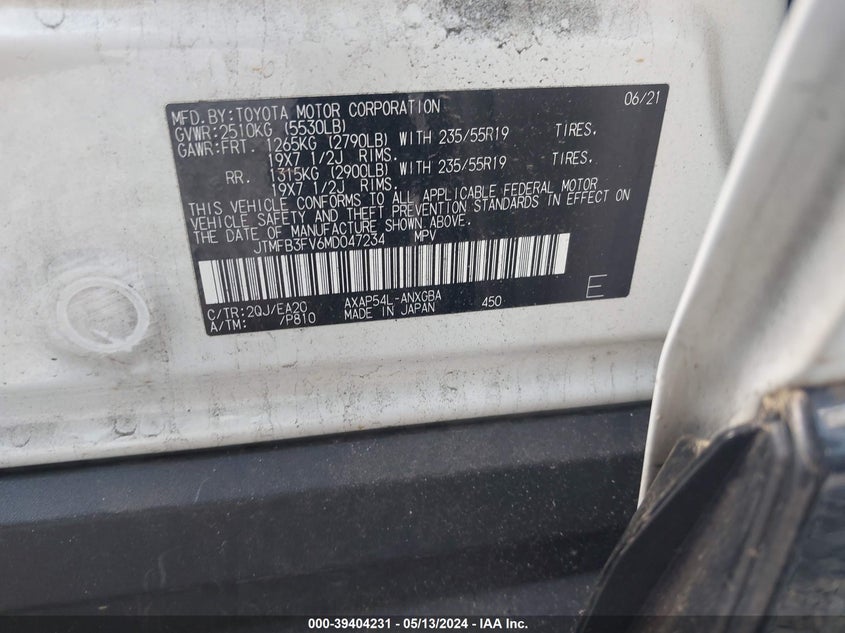 MFD.BY:TOYOTA MOTOR CORPORATION 06/21
GVWR:2510KG (5530LB)
GAWR:FRT. 1265KG (2790LB) WITH 235/55R19 TIRES,
19X7 1/2J RIMS.
RR. 1315KG (2900LB) WITH 235/55R19 TIRES,
19X7 1/2J RIMS.
THIS VEHICLE CONFORMS TO ALL APPLICABLE FEDERAL MOTOR
VEHICLE SAFETY AND THEFT PREVENTION STANDARDS IN EFFECT ON
THE DATE OF MANUFACTURE SHOWN ABOVE.
JTMFB3FV6MD047234 MPV
C/TR:2QJ/EA20 AXAP54L-ANXGBA 450 E
A/TM: /P810 MADE IN JAPAN
000-39404231 - 05/13/2024 - IAA Inc.